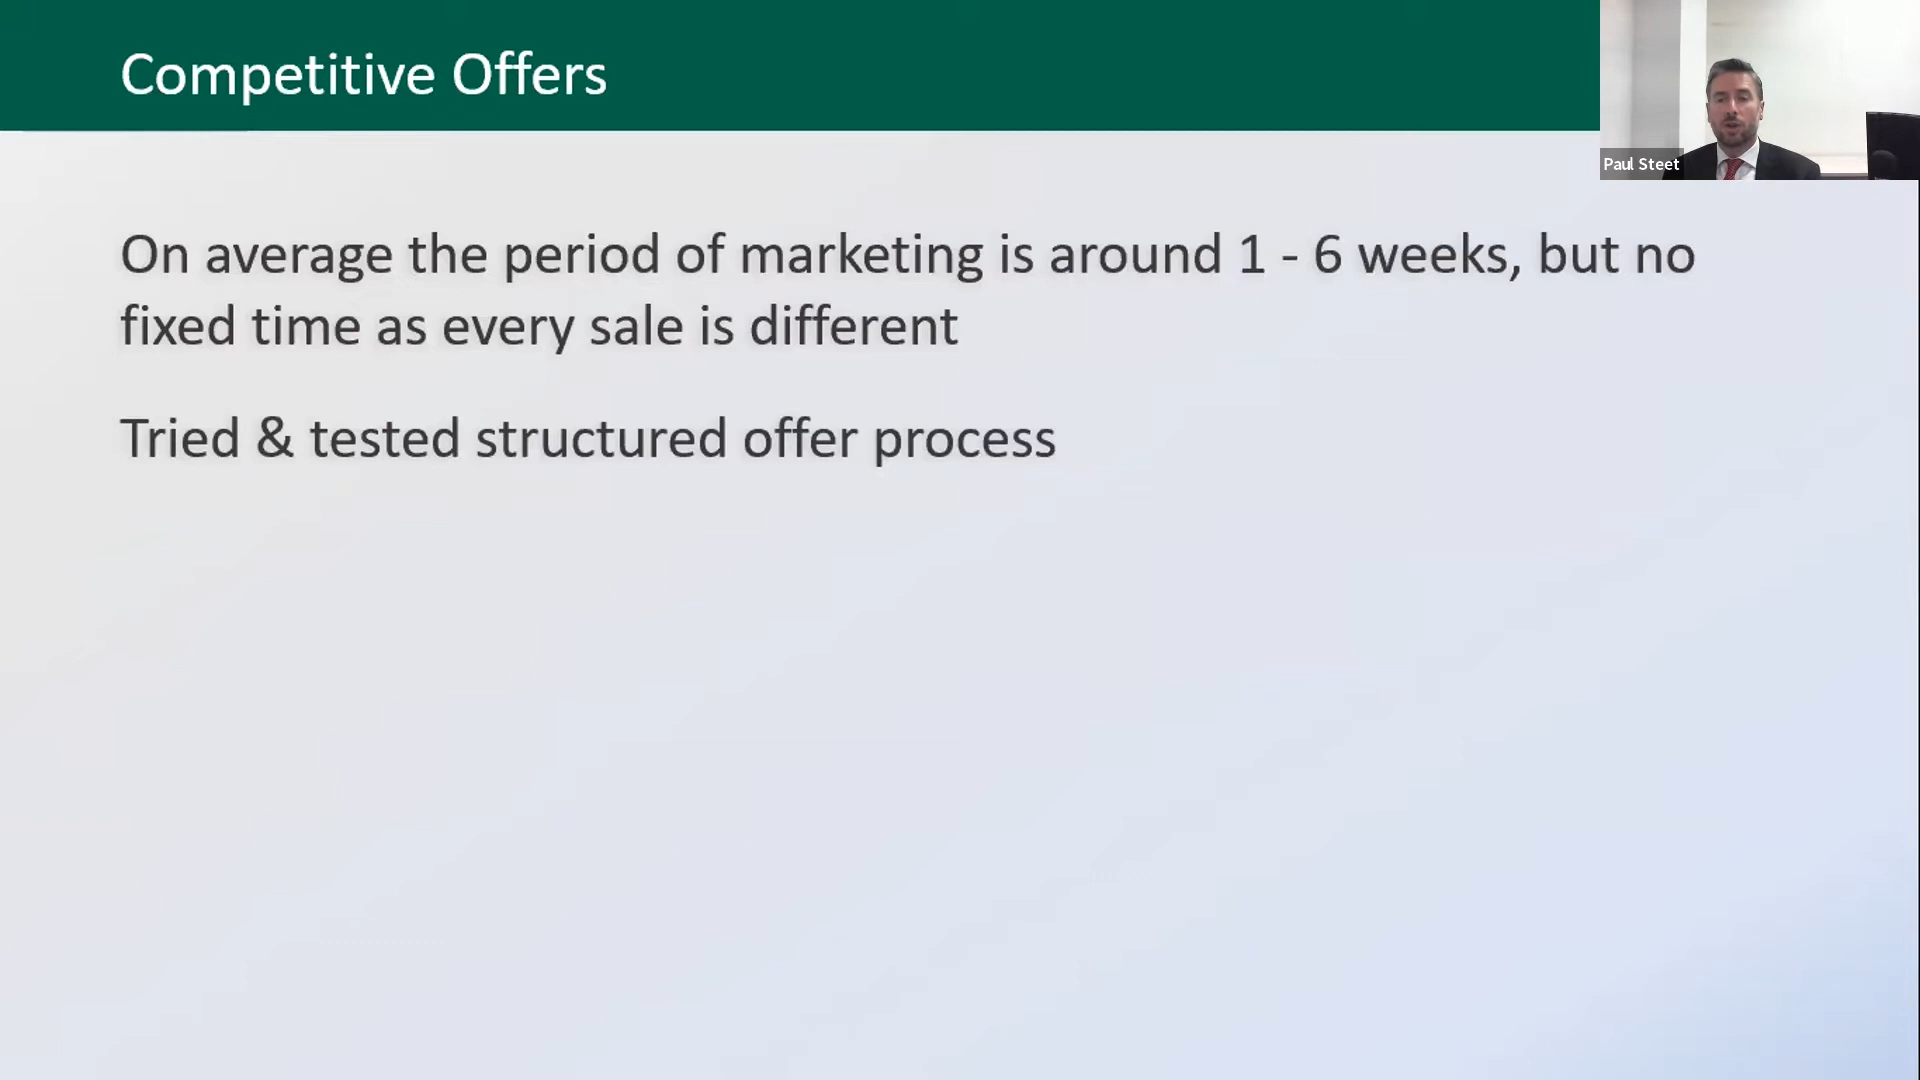 Competitive Offers
Paul Steet
On average the period of marketing is around 1 - 6 weeks, but no
fixed time as every sale is different
Tried & tested structured offer process